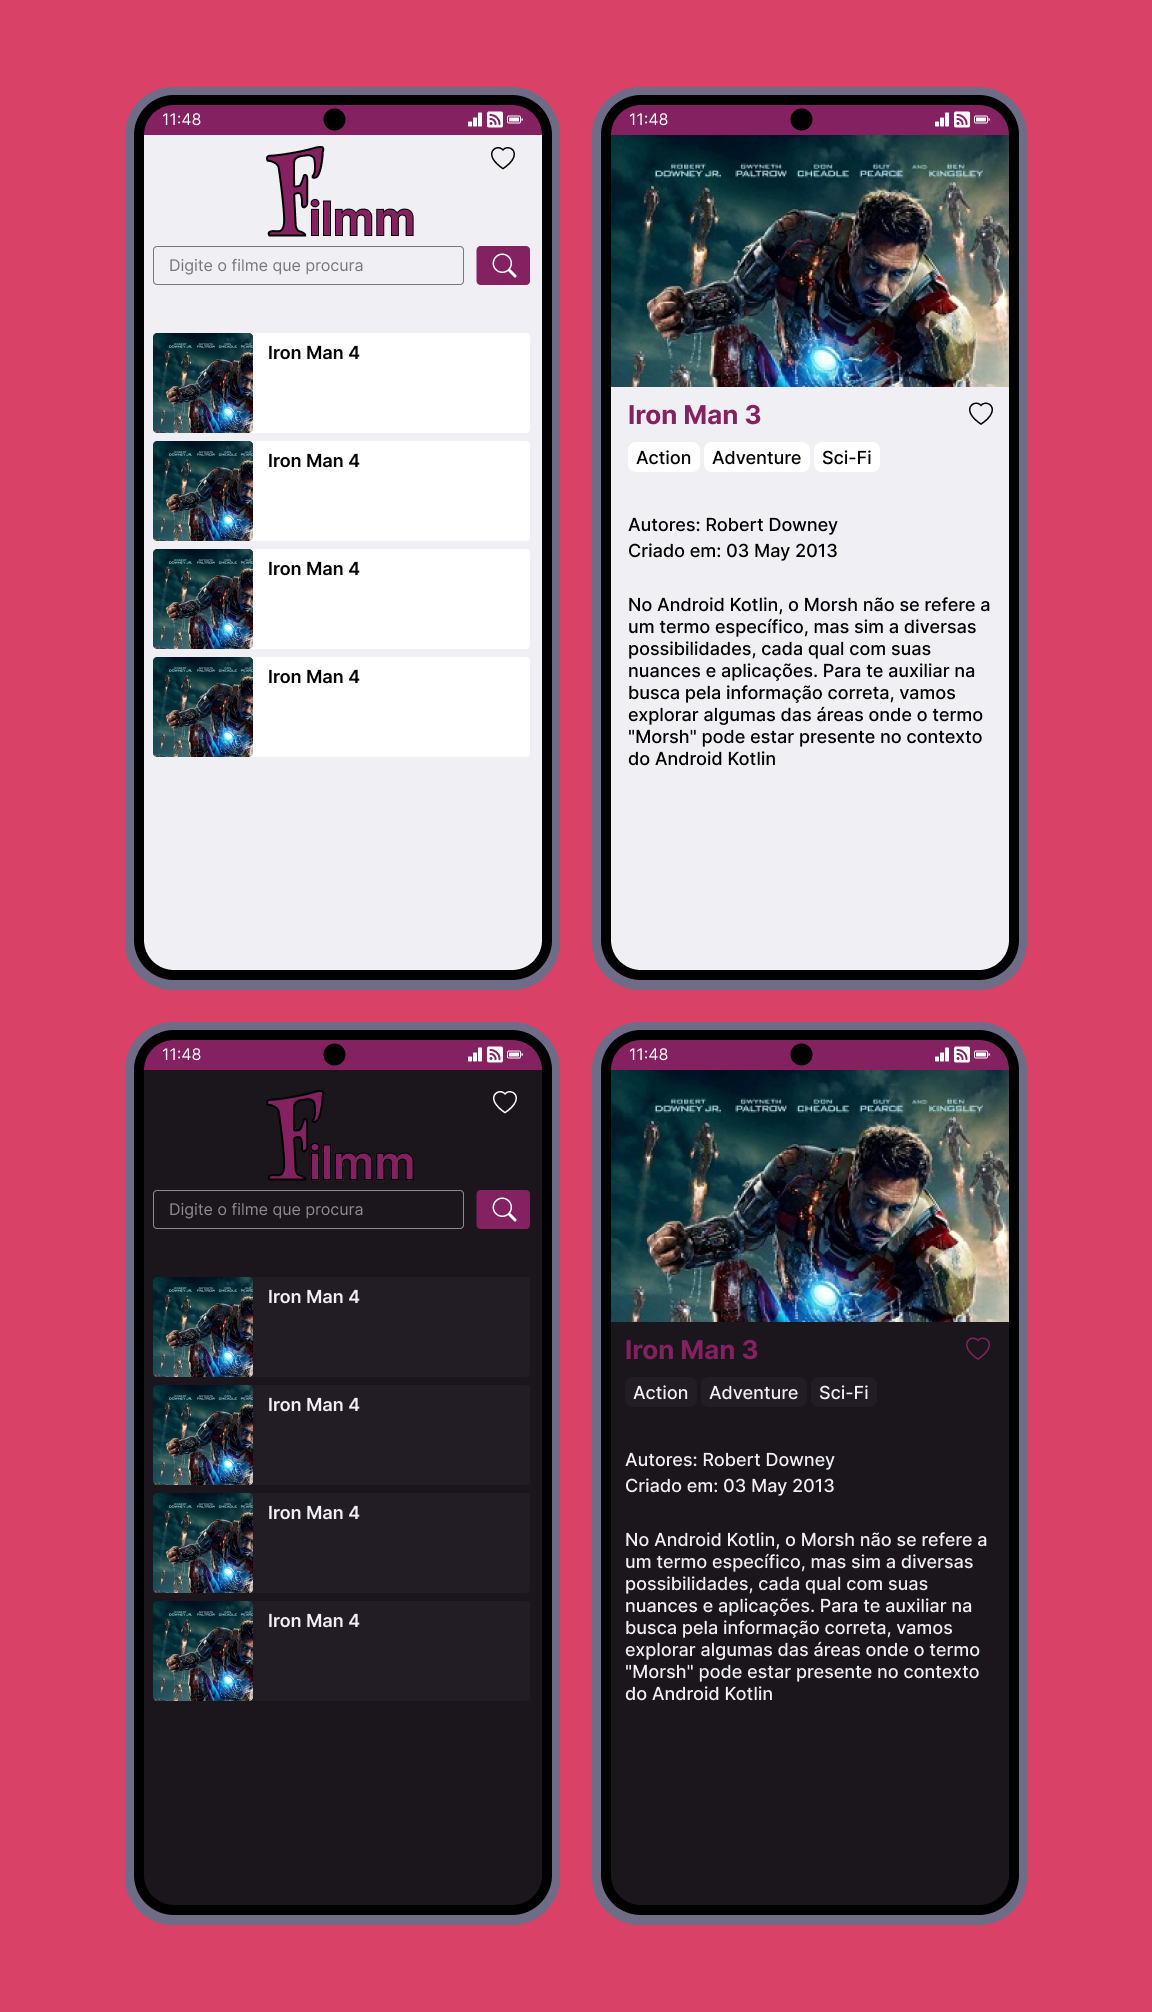 11:48
Filmm
Digite o filme que procura
Iron Man 4
Iron Man 4
Iron Man 4
Iron Man 4
11:48
ROBERT DOWNEY JR. GWYNETH PALTROW DON CHEADLE GUY PEARCE AND BEN KINGSLEY
Iron Man 3
Action Adventure Sci-Fi
Autores: Robert Downey
Criado em: 03 May 2013
No Android Kotlin, o Morsh não se refere a
um termo específico, mas sim a diversas
possibilidades, cada qual com suas
nuances e aplicações. Para te auxiliar na
busca pela informação correta, vamos
explorar algumas das áreas onde o termo
"Morsh" pode estar presente no contexto
do Android Kotlin
11:48
Filmm
Digite o filme que procura
Iron Man 4
Iron Man 4
Iron Man 4
Iron Man 4
11:48
ROBERT DOWNEY JR. GWYNETH PALTROW DON CHEADLE GUY PEARCE AND BEN KINGSLEY
Iron Man 3
Action Adventure Sci-Fi
Autores: Robert Downey
Criado em: 03 May 2013
No Android Kotlin, o Morsh não se refere a
um termo específico, mas sim a diversas
possibilidades, cada qual com suas
nuances e aplicações. Para te auxiliar na
busca pela informação correta, vamos
explorar algumas das áreas onde o termo
"Morsh" pode estar presente no contexto
do Android Kotlin